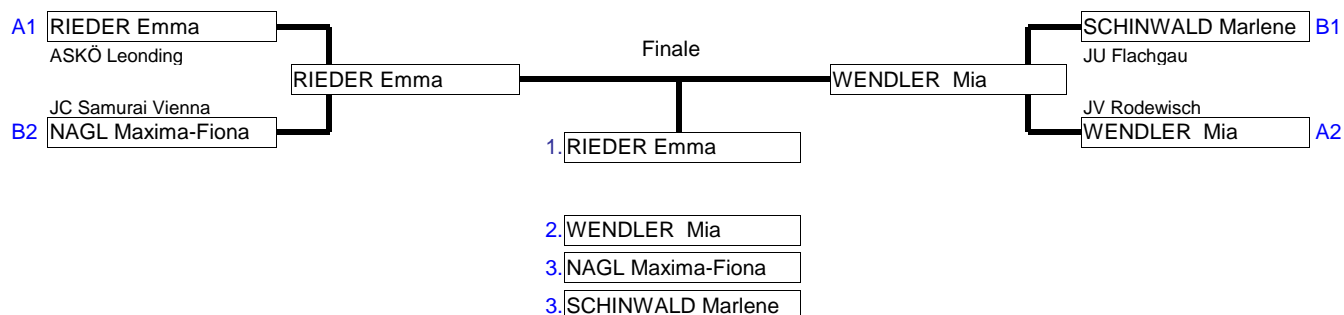 A1 RIEDER Emma SCHINWALD Marlene B1
ASKÖ Leonding Finale JU Flachgau
RIEDER Emma WENDLER Mia
JC Samurai Vienna JV Rodewisch
B2 NAGL Maxima-Fiona WENDLER Mia A2
1. RIEDER Emma
2. WENDLER Mia
3. NAGL Maxima-Fiona
3. SCHINWALD Marlene